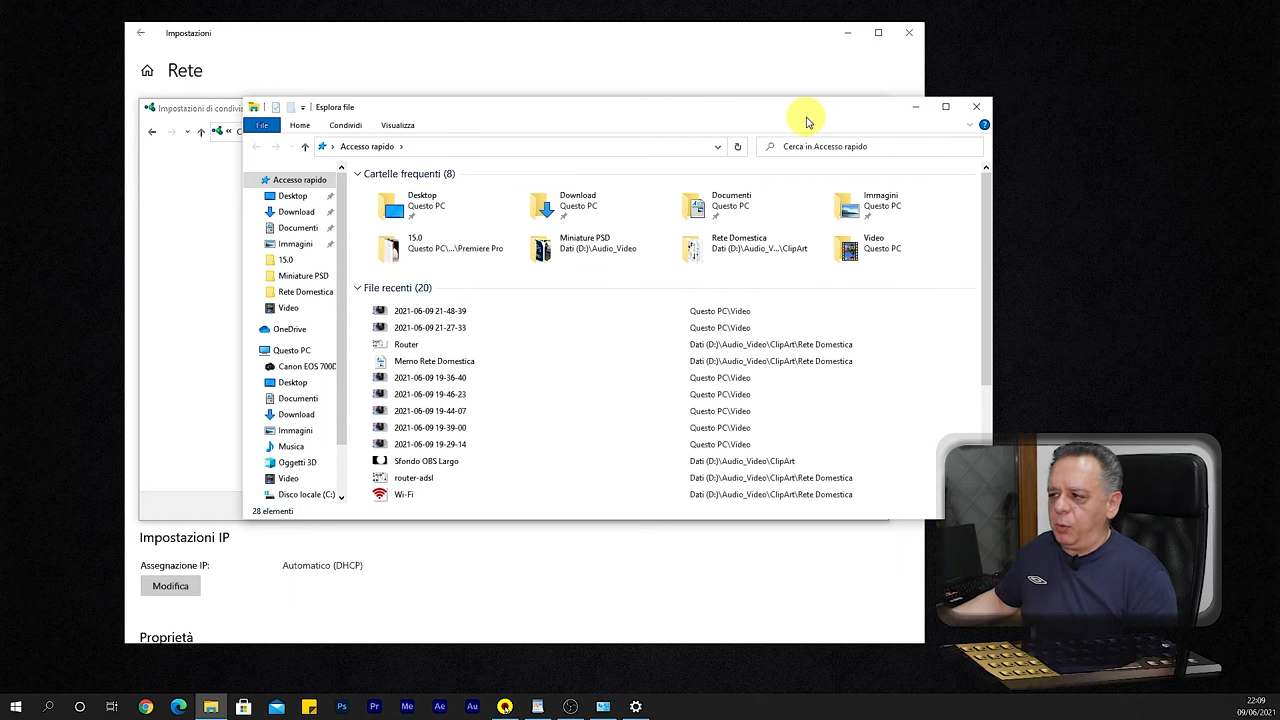 Impostazioni
Rete
Impostazioni di condivis
Esplora file
File Home Condividi Visualizza
« C
Accesso rapido
Cerca in Accesso rapido
Accesso rapido
Desktop
Download
Documenti
Immagini
15.0
Miniature PSD
Rete Domestica
Video
OneDrive
Questo PC
Canon EOS 700D
Desktop
Documenti
Download
Immagini
Musica
Oggetti 3D
Video
Disco locale (C:)
Cartelle frequenti (8)
Desktop
Questo PC
Download
Questo PC
Documenti
Questo PC
Immagini
Questo PC
15.0
Questo PC\...\Premiere Pro
Miniature PSD
Dati (D:)\Audio_Video
Rete Domestica
Dati (D:)\Audio_V...\ClipArt
Video
Questo PC
File recenti (20)
2021-06-09 21-48-39 Questo PC\Video
2021-06-09 21-27-33 Questo PC\Video
Router Dati (D:)\Audio_Video\ClipArt\Rete Domestica
Memo Rete Domestica Dati (D:)\Audio_Video\ClipArt\Rete Domestica
2021-06-09 19-36-40 Questo PC\Video
2021-06-09 19-46-23 Questo PC\Video
2021-06-09 19-44-07 Questo PC\Video
2021-06-09 19-39-00 Questo PC\Video
2021-06-09 19-29-14 Questo PC\Video
Sfondo OBS Largo Dati (D:)\Audio_Video\ClipArt
router-adsl Dati (D:)\Audio_Video\ClipArt\Rete Domestica
Wi-Fi Dati (D:)\Audio_Video\ClipArt\Rete Domestica
28 elementi
Impostazioni IP
Assegnazione IP: Automatico (DHCP)
Modifica
Proprietà
Ps Pr Me Ae Au
22:09
09/06/2021